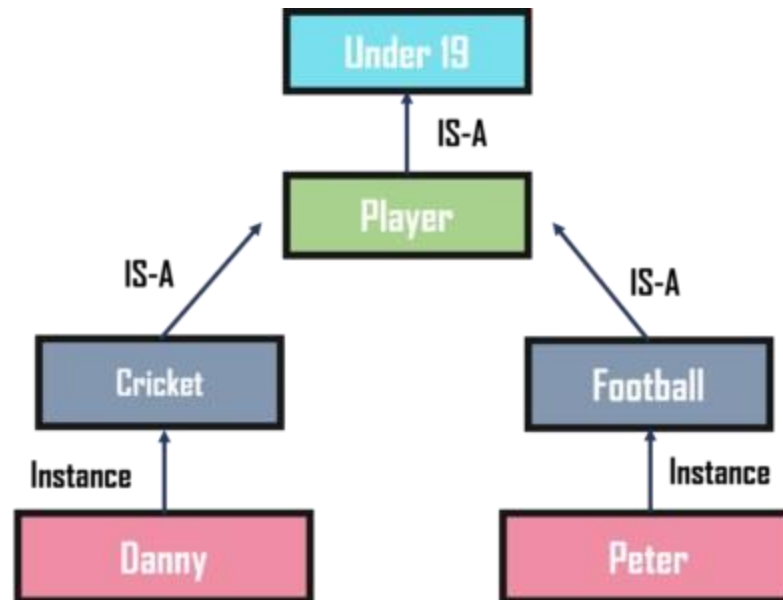 Under 19
IS-A
Player
IS-A
IS-A
Cricket
Football
Instance
Instance
Danny
Peter